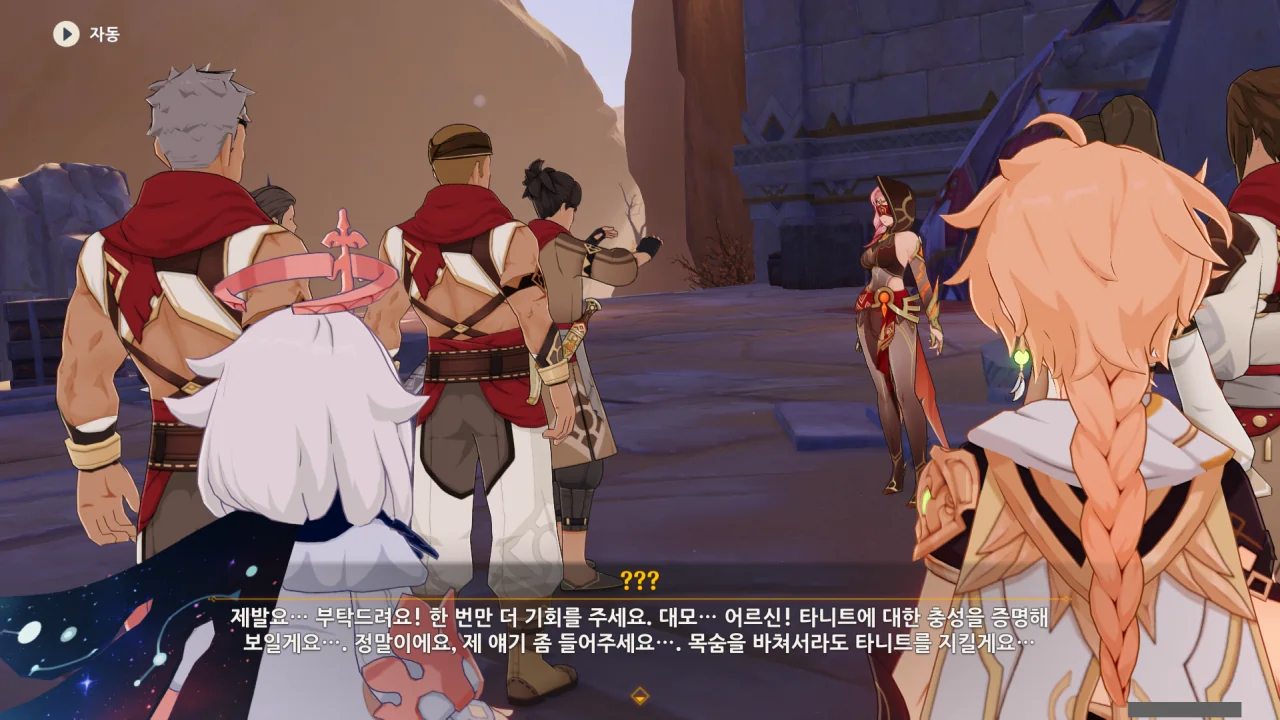 자동
???
제발요… 부탁드려요! 한 번만 더 기회를 주세요. 대모… 어르신! 타니트에 대한 충성을 증명해
보일게요…. 정말이에요, 제 얘기 좀 들어주세요…. 목숨을 바쳐서라도 타니트를 지킬게요…